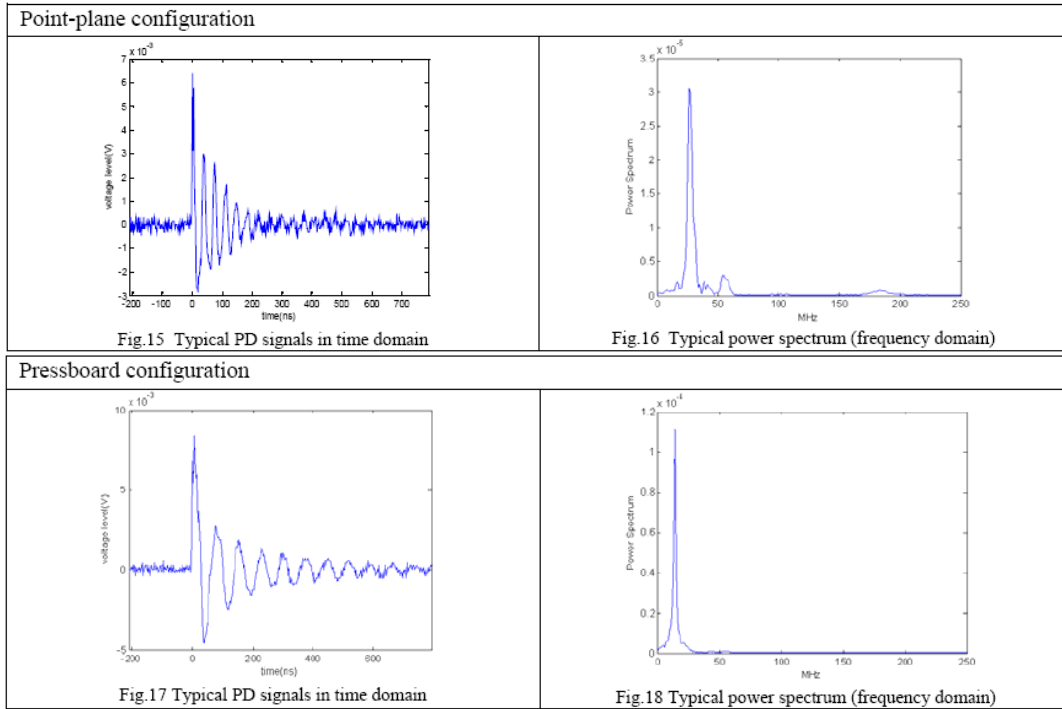 Point-plane configuration
x 10⁻³
7
6
5
4
3
2
1
0
-1
-2
-3
voltage level(V)
-200 -100 0 100 200 300 400 500 600 700
time(ns)
Fig.15 Typical PD signals in time domain
x 10⁻⁵
3.5
3
2.5
2
1.5
1
0.5
0
Power Spectrum
0 50 100 150 200 250
MHz
Fig.16 Typical power spectrum (frequency domain)
Pressboard configuration
x 10⁻³
10
5
0
-5
voltage level(V)
-200 0 200 400 600
time(ns)
Fig.17 Typical PD signals in time domain
x 10⁻⁴
1.2
1
0.8
0.6
0.4
0.2
0
Power Spectrum
0 50 100 150 200 250
MHz
Fig.18 Typical power spectrum (frequency domain)